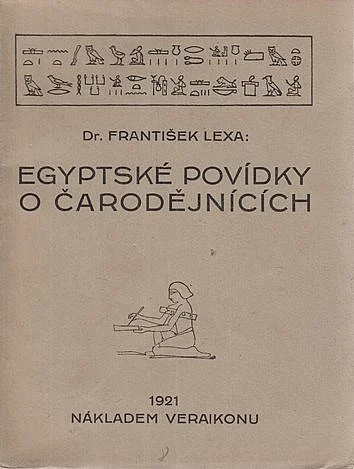 Dr. FRANTIŠEK LEXA:
EGYPTSKÉ POVÍDKY
O ČARODĚJNÍCÍCH
1921
NÁKLADEM VERAIKONU